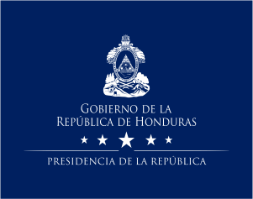 GOBIERNO DE LA
REPÚBLICA DE HONDURAS
PRESIDENCIA DE LA REPÚBLICA